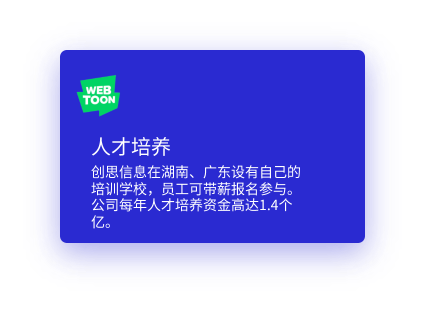 WEB
TOON
人才培养
创思信息在湖南、广东设有自己的
培训学校，员工可带薪报名参与。
公司每年人才培养资金高达1.4个
亿。